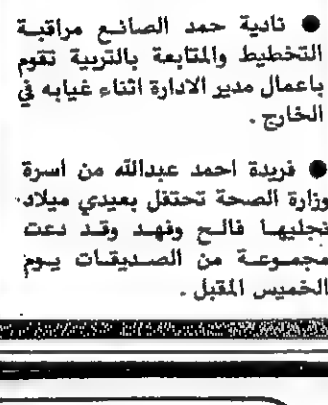 ● نادية حمد الصانع مراقبة
التخطيط والمتابعة بالتربية تقوم
باعمال مدير الادارة اثناء غيابه في
الخارج .
● فريدة احمد عبدالله من اسرة
وزارة الصحة تحتفل بعيدي ميلاد
نجليها فالح وفهد وقد دعت
مجموعة من الصديقات يوم
الخميس المقبل .